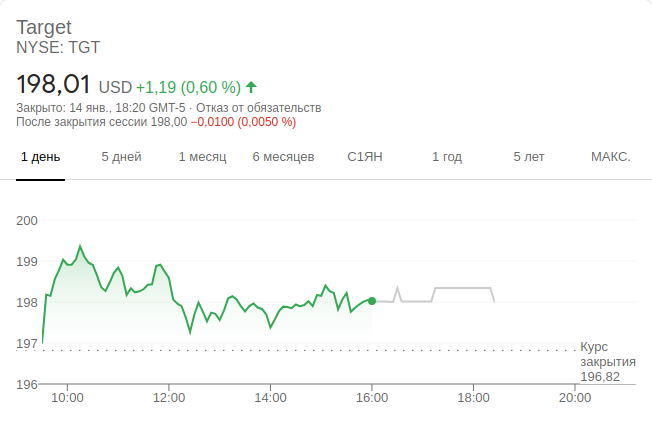 Target
NYSE: TGT
198,01 USD +1,19 (0,60 %)
Закрыто: 14 янв., 18:20 GMT-5 · Отказ от обязательств
После закрытия сессии 198,00 −0,0100 (0,0050 %)
1 день 5 дней 1 месяц 6 месяцев С1ЯН 1 год 5 лет МАКС.
200
199
198
197
Курс
закрытия
196,82
196
10:00 12:00 14:00 16:00 18:00 20:00